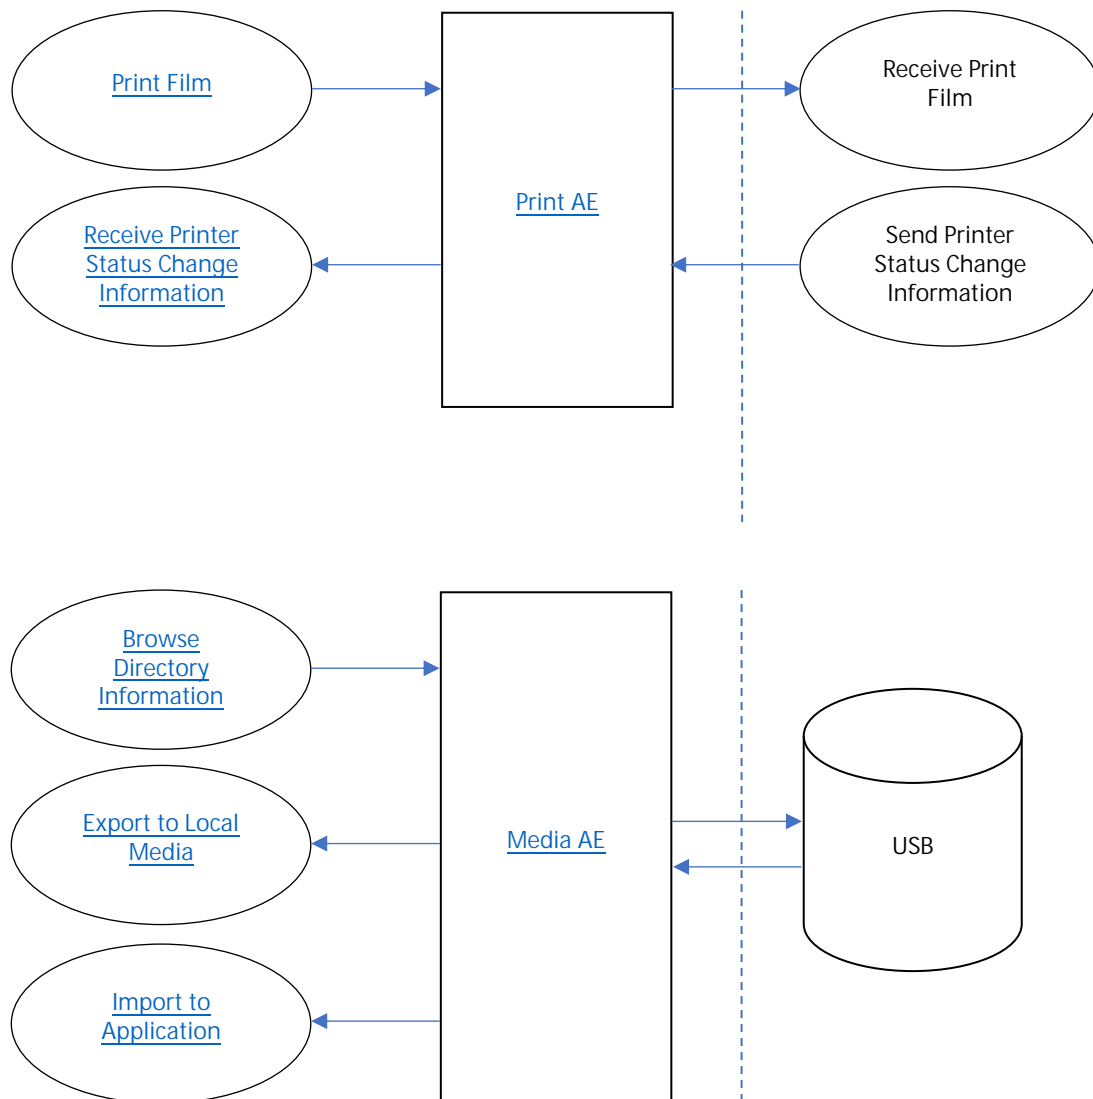 Print Film
Receive Print
Film
Print AE
Receive Printer
Status Change
Information
Send Printer
Status Change
Information
Browse
Directory
Information
Export to Local
Media
Media AE
USB
Import to
Application